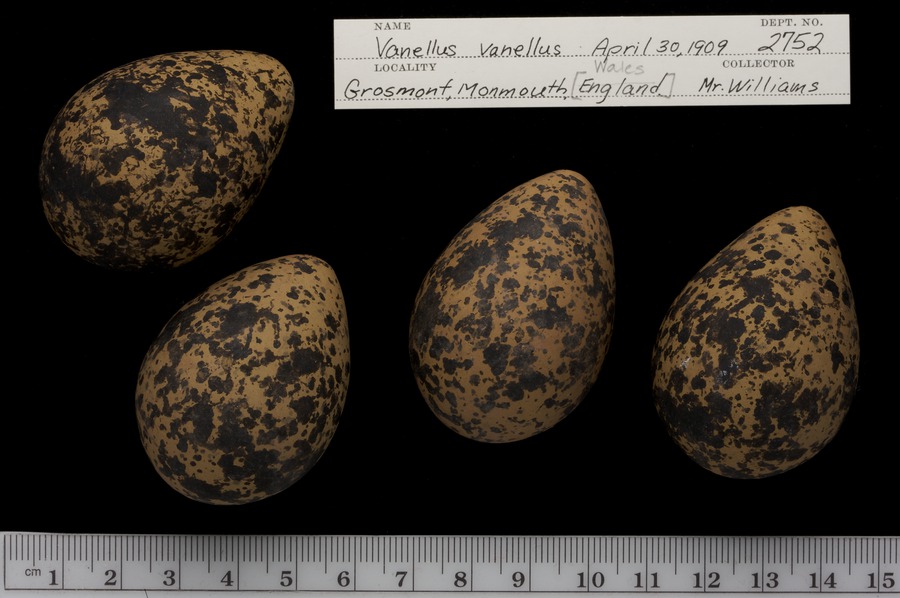 NAME DEPT. NO.
Vanellus vanellus April 30, 1909 2752
LOCALITY Wales COLLECTOR
Grosmont, Monmouth, [England] Mr. Williams
cm 1 2 3 4 5 6 7 8 9 10 11 12 13 14 15